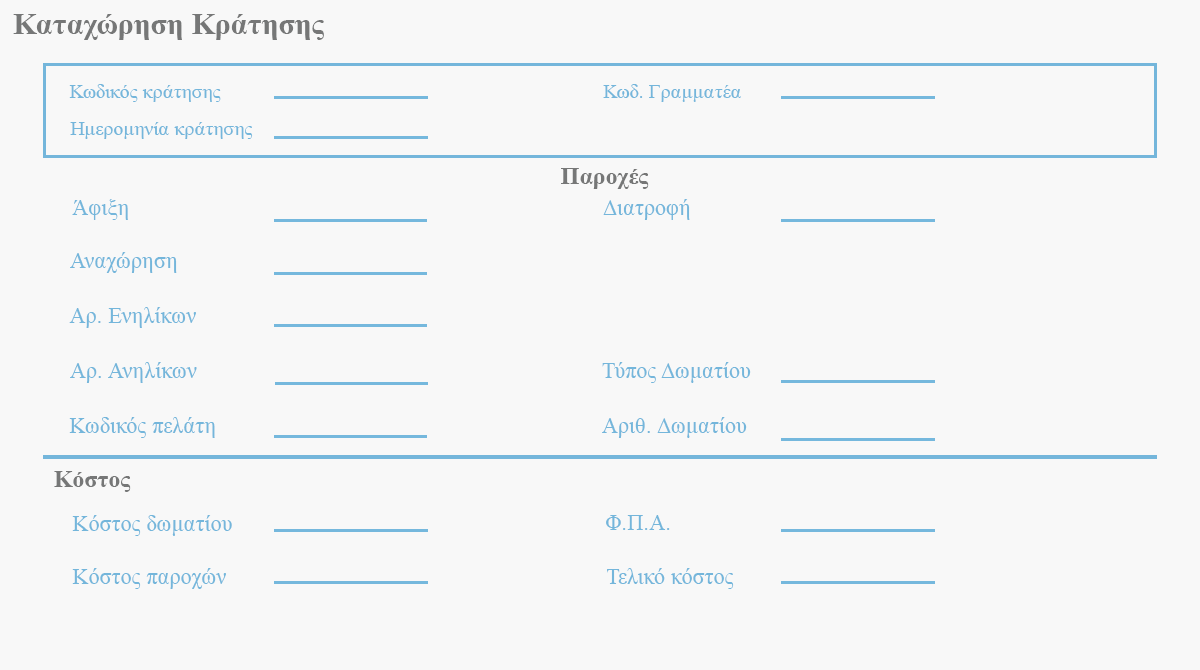 Καταχώρηση Κράτησης
Κωδικός κράτησης Κωδ. Γραμματέα
Ημερομηνία κράτησης
Παροχές
Άφιξη Διατροφή
Αναχώρηση
Αρ. Ενηλίκων
Αρ. Ανηλίκων Τύπος Δωματίου
Κωδικός πελάτη Αριθ. Δωματίου
Κόστος
Κόστος δωματίου Φ.Π.Α.
Κόστος παροχών Τελικό κόστος